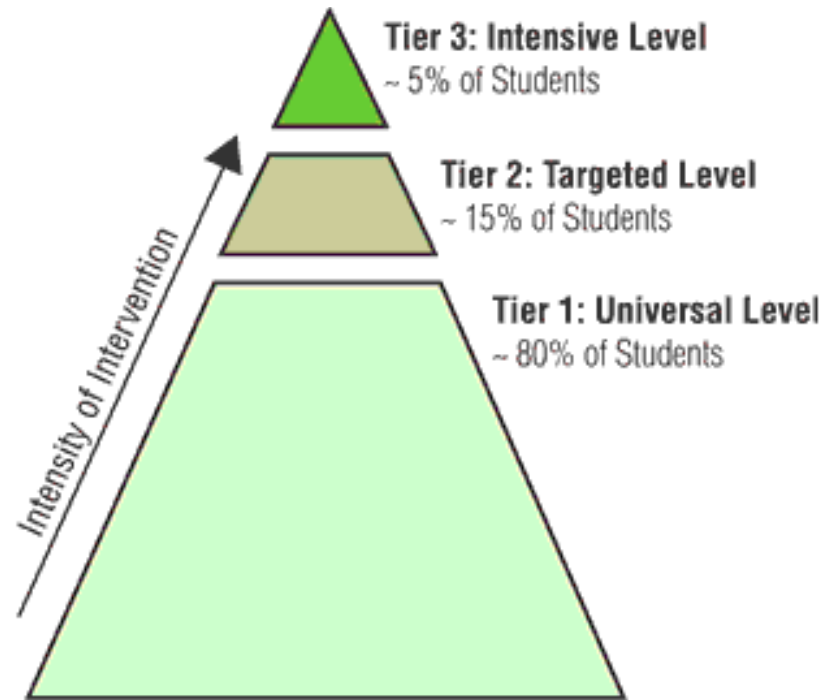 Tier 3: Intensive Level
~ 5% of Students
Tier 2: Targeted Level
~ 15% of Students
Tier 1: Universal Level
~ 80% of Students
Intensity of Intervention